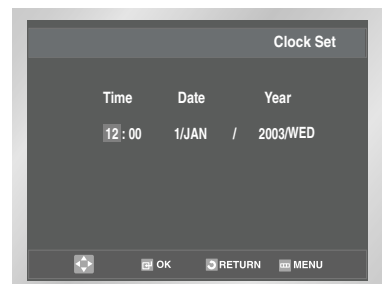 Clock Set
Time Date Year
12 : 00 1/JAN / 2003/WED
OK RETURN MENU